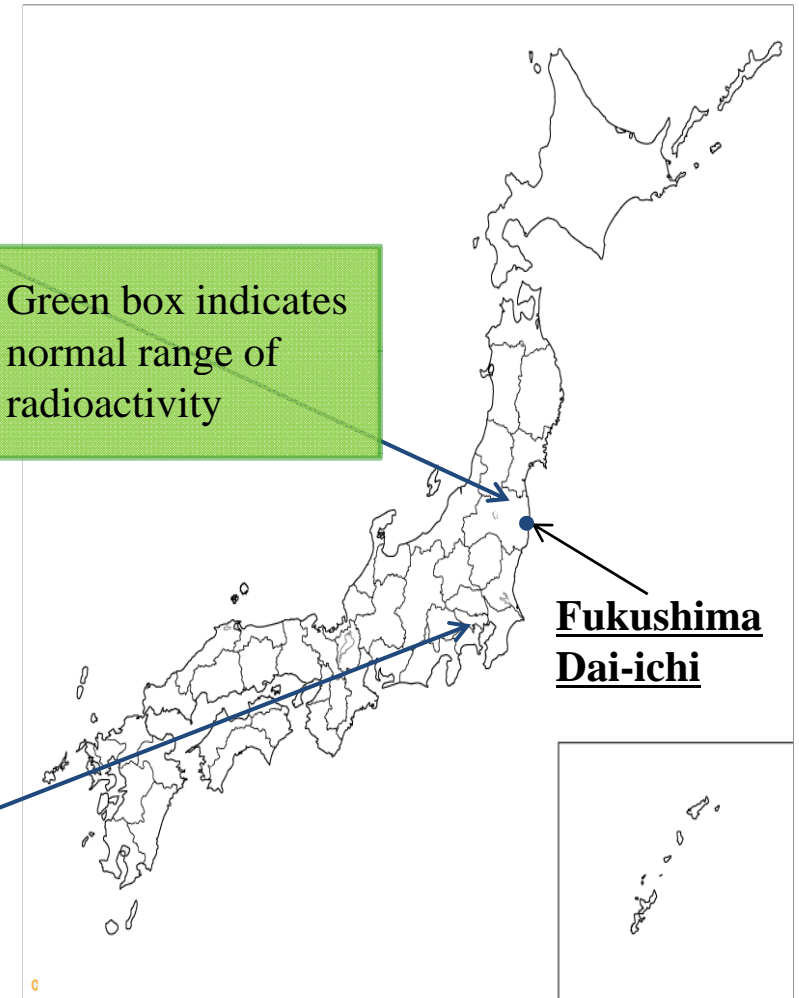 Green box indicates
normal range of
radioactivity
Fukushima
Dai-ichi